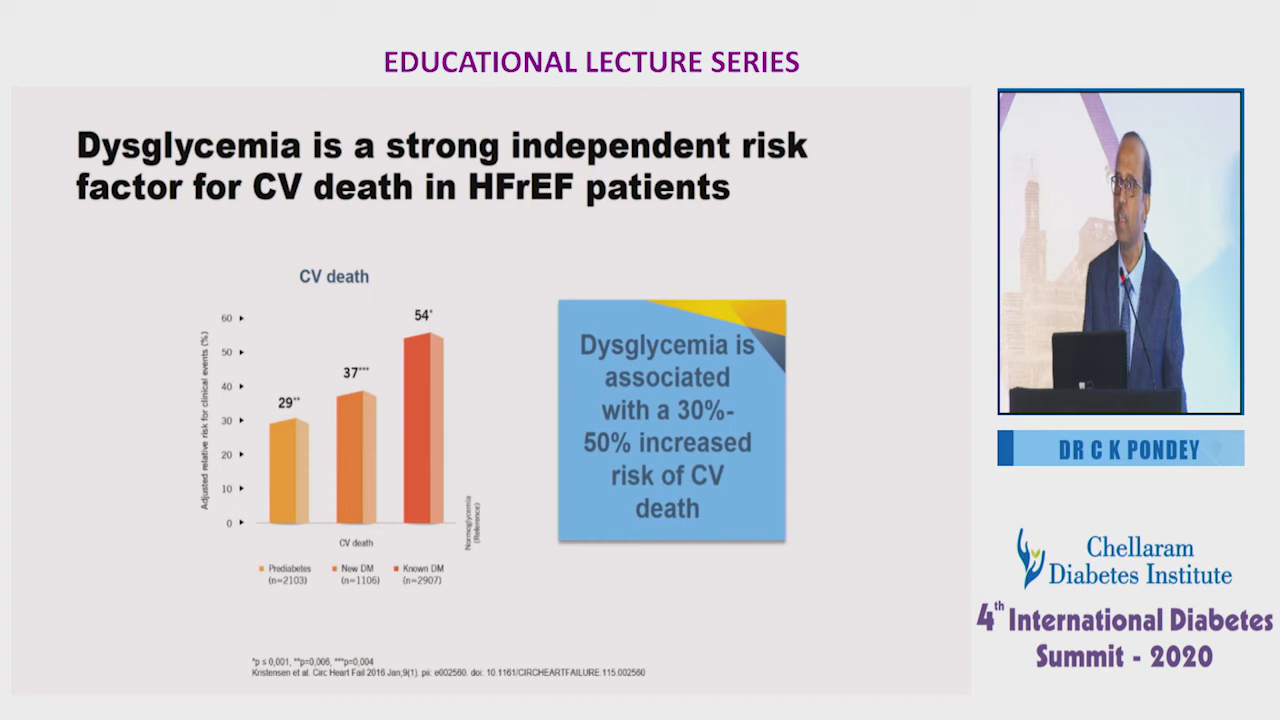 EDUCATIONAL LECTURE SERIES
Dysglycemia is a strong independent risk
factor for CV death in HFrEF patients
CV death
Adjusted relative risk for clinical events (%)
60
50
40
30
20
10
0
29**
37***
54*
CV death
Normoglycemia
(Reference)
Prediabetes
(n=2103)
New DM
(n=1106)
Known DM
(n=2907)
Dysglycemia is
associated
with a 30%-
50% increased
risk of CV
death
*p ≤ 0,001, **p=0,006, ***p=0,004
Kristensen et al. Circ Heart Fail 2016 Jan;9(1). pii: e002560. doi: 10.1161/CIRCHEARTFAILURE.115.002560
DR C K PONDEY
Chellaram
Diabetes Institute
4th International Diabetes
Summit - 2020